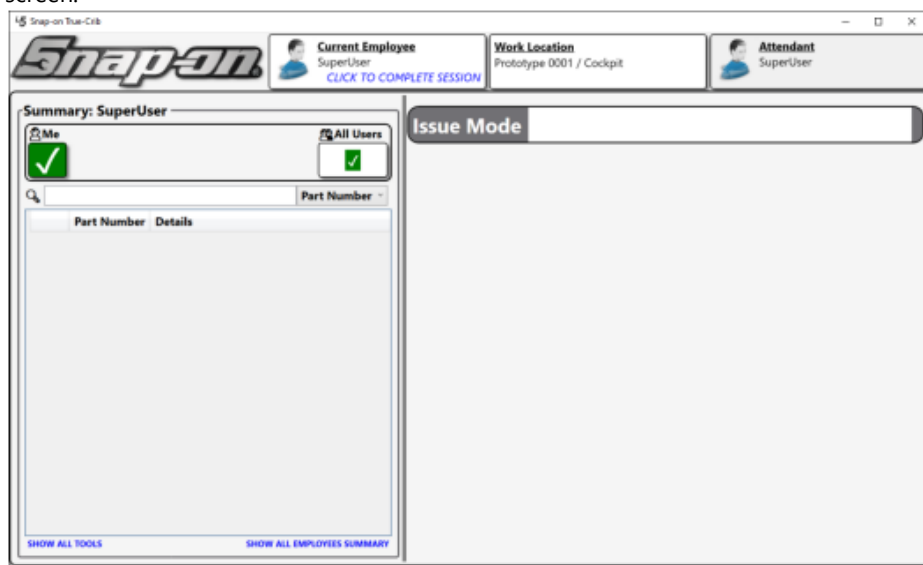 screen.
Snap-on True-Crib
Snap-on
Current Employee
SuperUser
CLICK TO COMPLETE SESSION
Work Location
Prototype 0001 / Cockpit
Attendant
SuperUser
Summary: SuperUser
Me
All Users
Part Number
Part Number Details
SHOW ALL TOOLS
SHOW ALL EMPLOYEES SUMMARY
Issue Mode